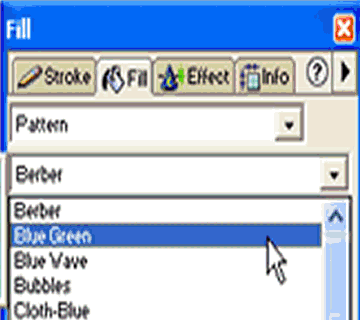 Fill
Stroke Fill Effect Info ?
Pattern
Berber
Berber
Blue Green
Blue Wave
Bubbles
Cloth-Blue